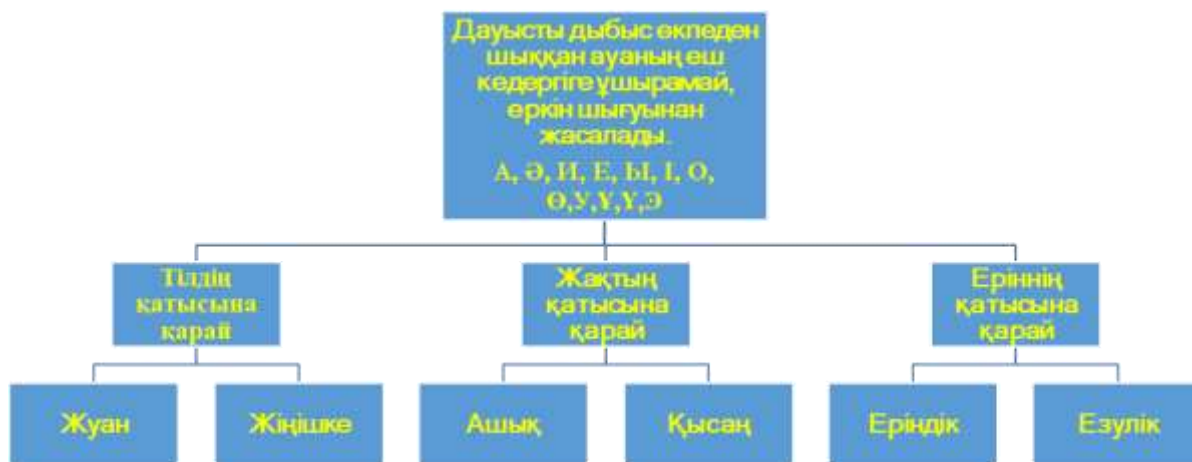 Дауысты дыбыс өкпеден
шыққан ауаның еш
кедергіге ұшырамай,
еркін шығуынан
жасалады.
А, Ә, И, Е, Ы, І, О,
Ө,У,Ұ,Ү,Э
Тілдің
қатысына
қарай
Жақтың
қатысына
қарай
Еріннің
қатысына
қарай
Жуан
Жіңішке
Ашық
Қысаң
Еріндік
Езулік